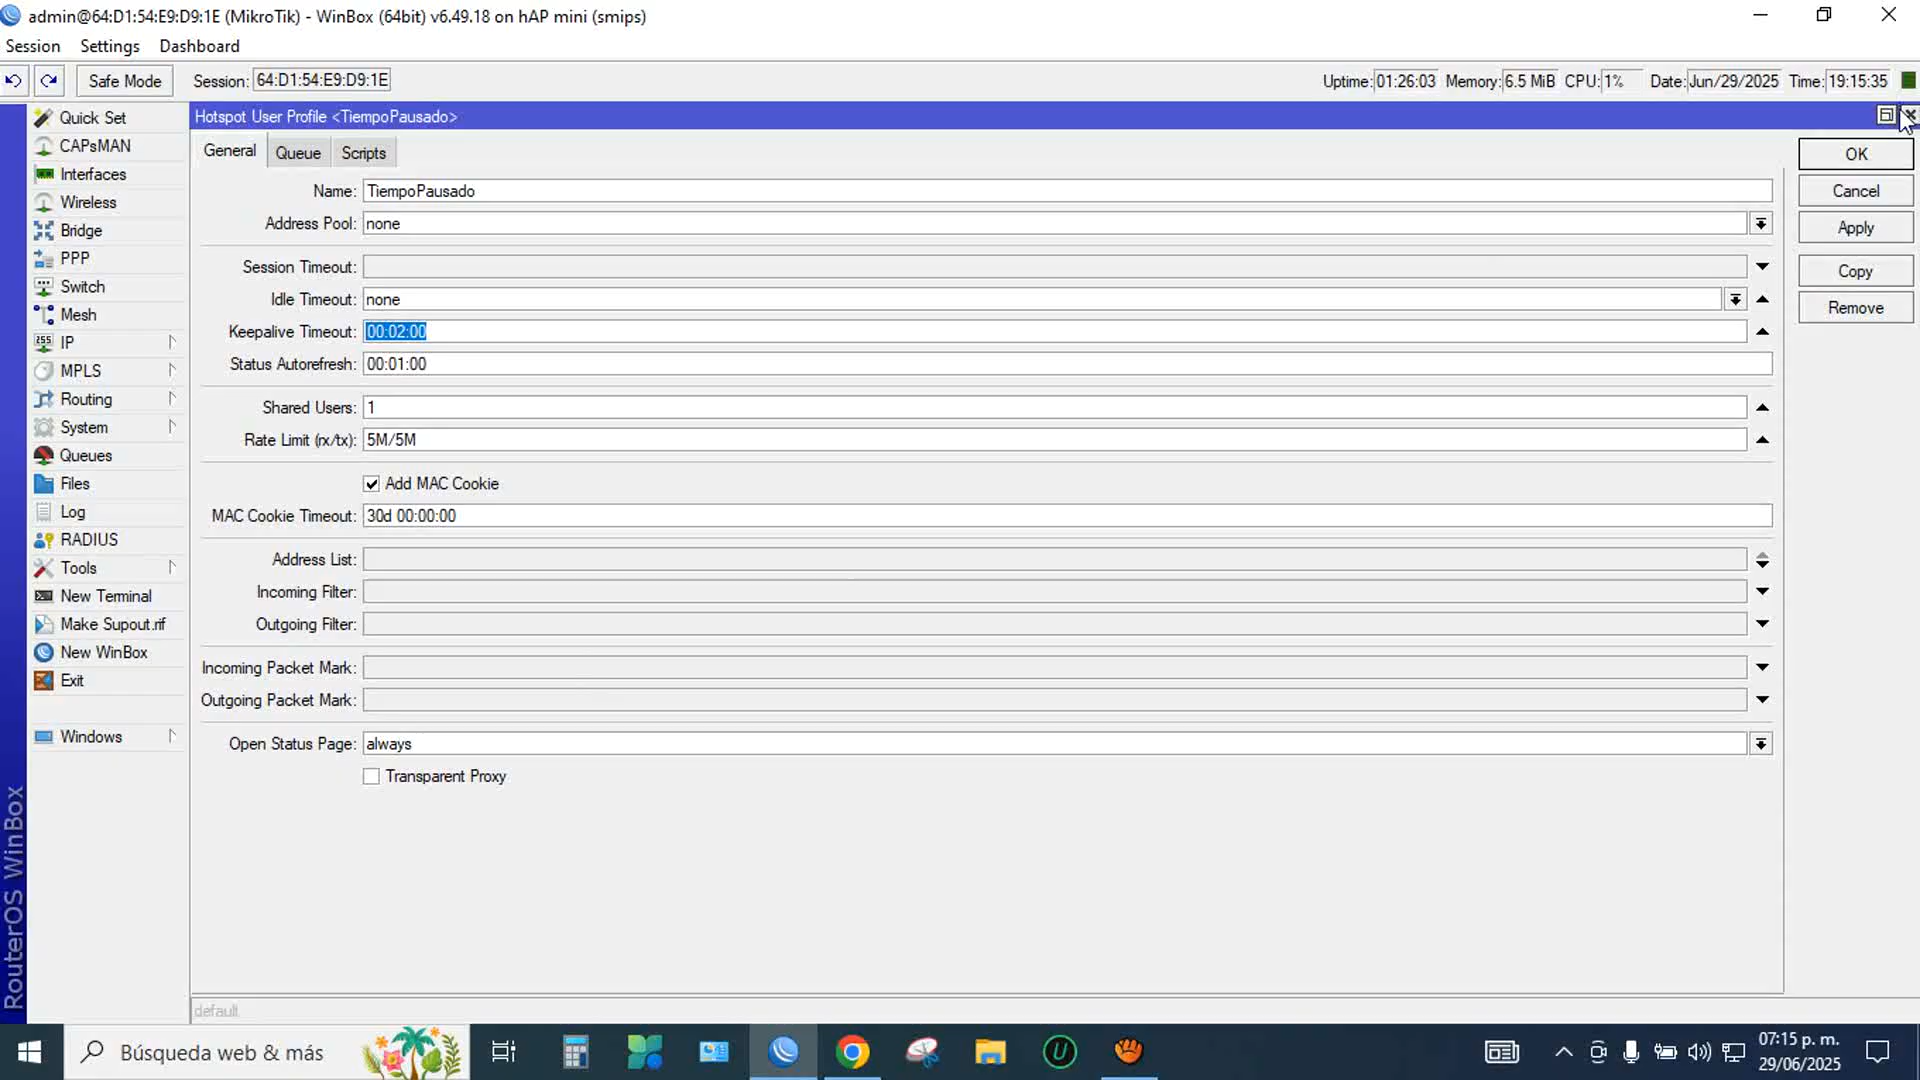 admin@64:D1:54:E9:D9:1E (MikroTik) - WinBox (64bit) v6.49.18 on hAP mini (smips)
Session Settings Dashboard
Safe Mode Session: 64:D1:54:E9:D9:1E Uptime: 01:26:03 Memory: 6.5 MiB CPU: 1% Date: Jun/29/2025 Time: 19:15:35
Quick Set
CAPsMAN
Interfaces
Wireless
Bridge
PPP
Switch
Mesh
IP
MPLS
Routing
System
Queues
Files
Log
RADIUS
Tools
New Terminal
Make Supout.rif
New WinBox
Exit
Windows
RouterOS WinBox
Hotspot User Profile <TiempoPausado>
General Queue Scripts
Name: TiempoPausado
Address Pool: none
Session Timeout:
Idle Timeout: none
Keepalive Timeout: 00:02:00
Status Autorefresh: 00:01:00
Shared Users: 1
Rate Limit (rx/tx): 5M/5M
Add MAC Cookie
MAC Cookie Timeout: 30d 00:00:00
Address List:
Incoming Filter:
Outgoing Filter:
Incoming Packet Mark:
Outgoing Packet Mark:
Open Status Page: always
Transparent Proxy
OK
Cancel
Apply
Copy
Remove
default
Búsqueda web & más
07:15 p. m.
29/06/2025